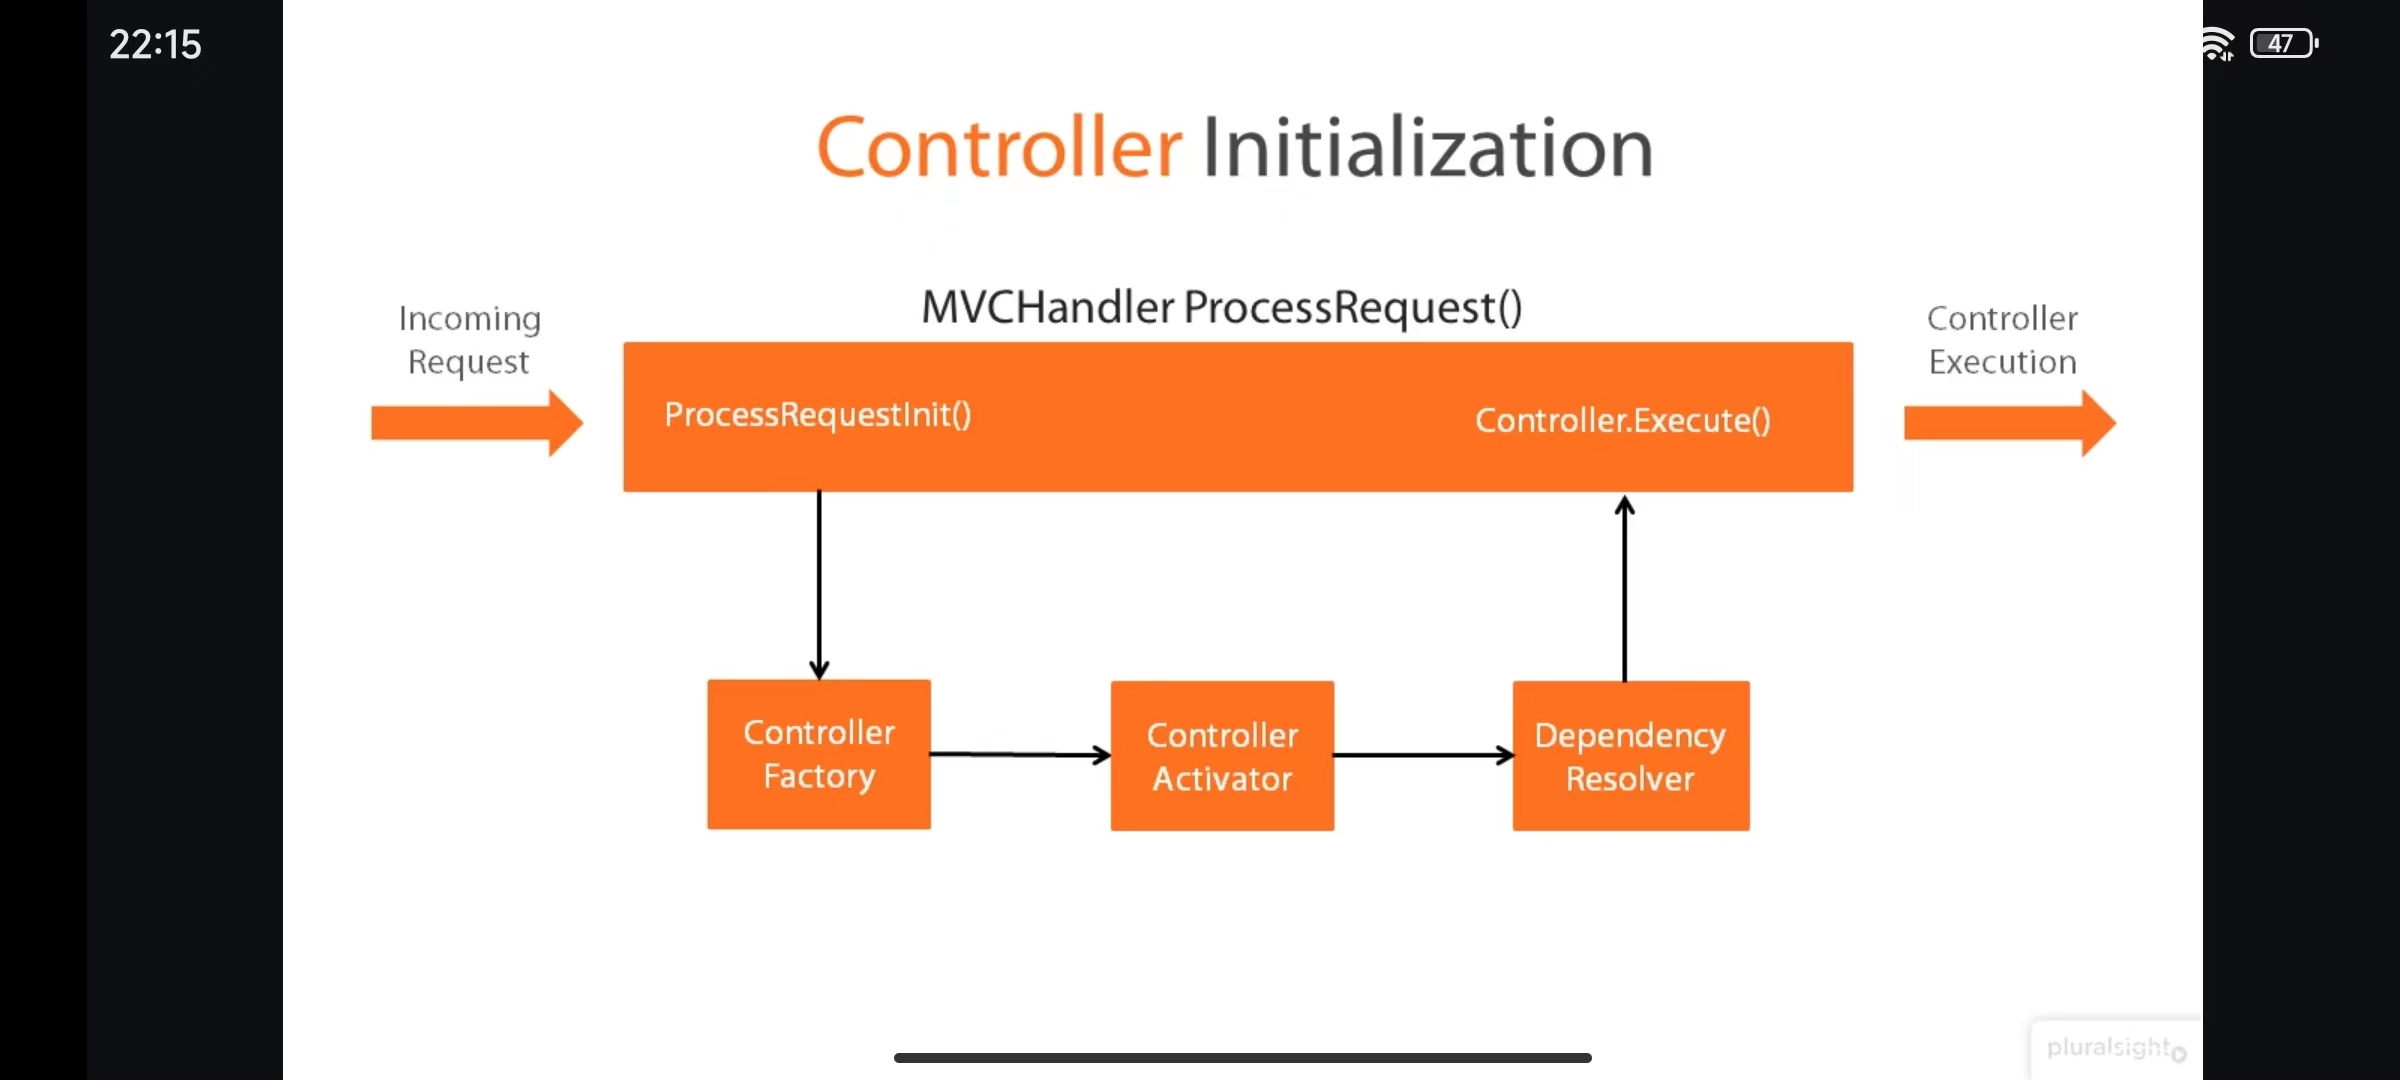 22:15
47
Controller Initialization
MVCHandler ProcessRequest()
Incoming
Request
ProcessRequestInit()
Controller.Execute()
Controller
Execution
Controller
Factory
Controller
Activator
Dependency
Resolver
pluralsight